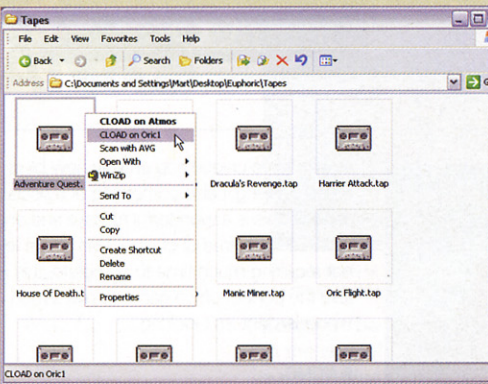 Tapes
File Edit View Favorites Tools Help
Back Search Folders
Address C:\Documents and Settings\Mart\Desktop\Euphoric\Tapes
CLOAD on Atmos
CLOAD on Oric1
Scan with AVG
Open With
WinZip
Send To
Cut
Copy
Create Shortcut
Delete
Rename
Properties
Adventure Quest. Dracula's Revenge.tap Harrier Attack.tap
House Of Death.t Manic Miner.tap Oric Flight.tap
CLOAD on Oric1